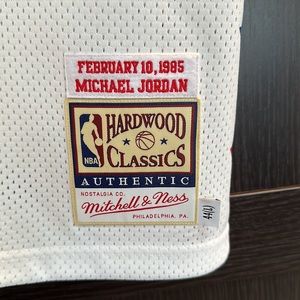 FEBRUARY 10, 1985
MICHAEL JORDAN
HARDWOOD
NBA
CLASSICS
AUTHENTIC
NOSTALGIA CO.
Mitchell & Ness
PHILADELPHIA, PA.